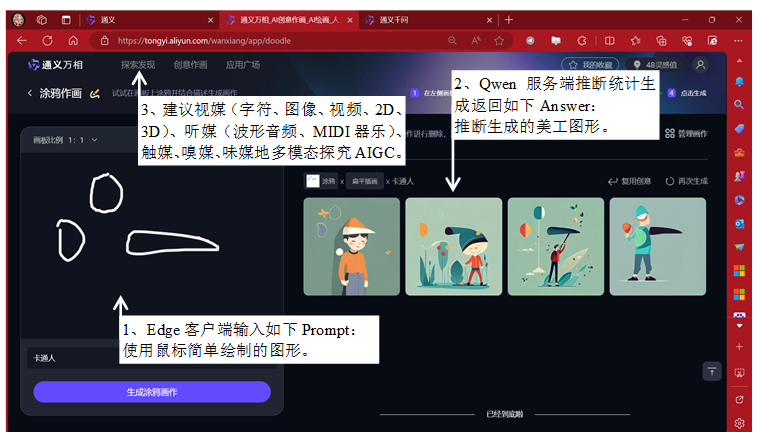 通义
通义万相_AI创意作画_AI绘画_人
通义千问
https://tongyi.aliyun.com/wanxiang/app/doodle
通义万相
探索发现
创意作画
应用广场
我的收藏
48灵感值
涂鸦作画
试试在画板上涂鸦并结合描述生成画作
1 在左侧画板
4 点击生成
2、Qwen 服务端推断统计生
成返回如下 Answer：
推断生成的美工图形。
3、建议视媒（字符、图像、视频、2D、
3D）、听媒（波形音频、MIDI 器乐）、
触媒、嗅媒、味媒地多模态探究 AIGC。
画板比例 1：1
作进行删除，
管理画作
涂鸦 x 扁平插画 x 卡通人
复用创意
再次生成
1、Edge 客户端输入如下 Prompt：
使用鼠标简单绘制的图形。
卡通人
生成涂鸦画作
已经到底啦